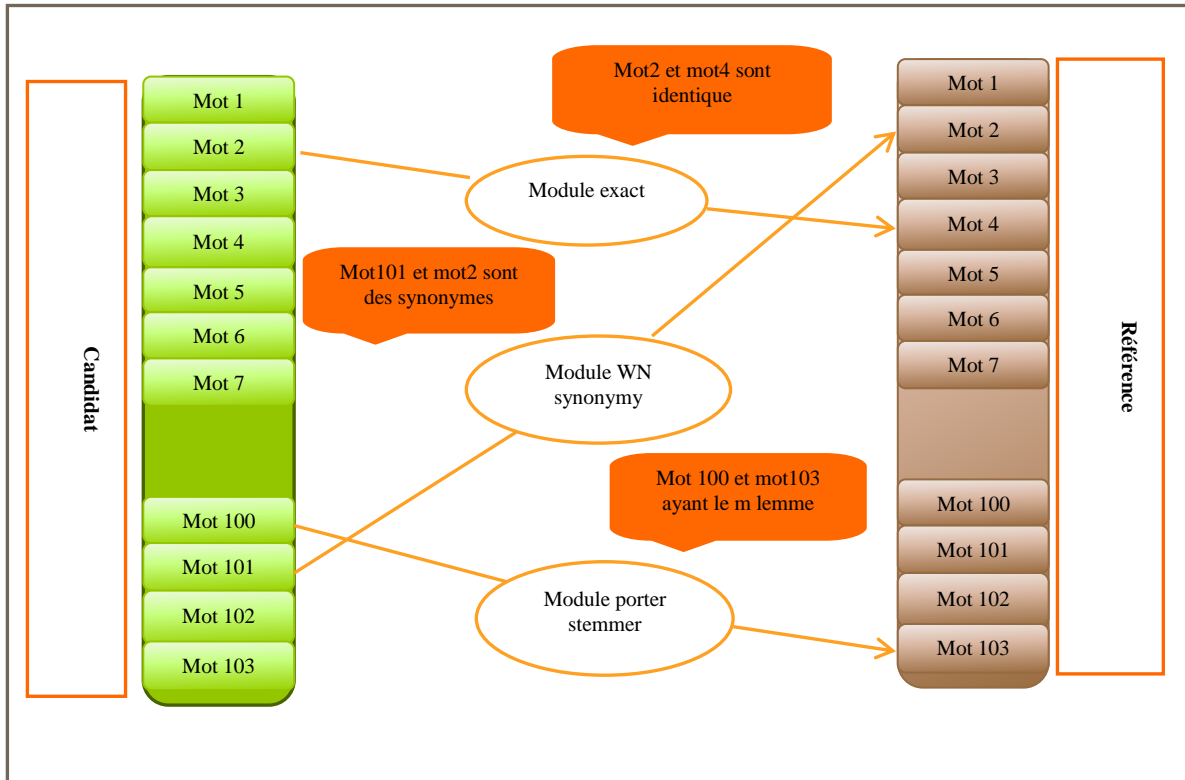 Candidat
Mot 1
Mot 2
Mot 3
Mot 4
Mot 5
Mot 6
Mot 7
Mot 100
Mot 101
Mot 102
Mot 103
Mot2 et mot4 sont
identique
Module exact
Mot101 et mot2 sont
des synonymes
Module WN
synonymy
Mot 100 et mot103
ayant le m lemme
Module porter
stemmer
Mot 1
Mot 2
Mot 3
Mot 4
Mot 5
Mot 6
Mot 7
Mot 100
Mot 101
Mot 102
Mot 103
Référence